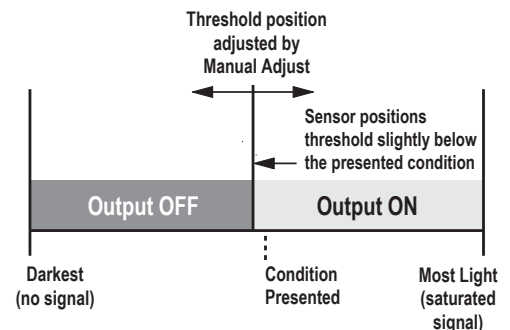 Threshold position
adjusted by
Manual Adjust
Sensor positions
threshold slightly below
the presented condition
Output OFF
Output ON
Darkest
(no signal)
Condition
Presented
Most Light
(saturated
signal)